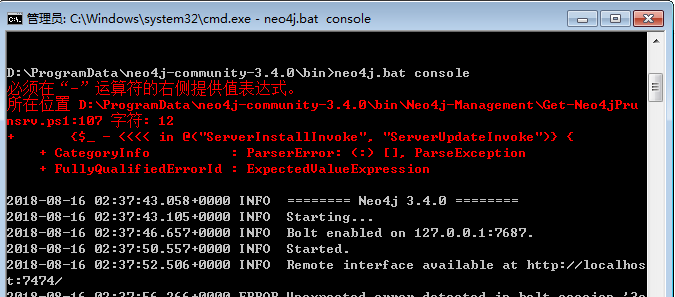 管理员: C:\Windows\system32\cmd.exe - neo4j.bat  console
D:\ProgramData\neo4j-community-3.4.0\bin>neo4j.bat console
必须在“-”运算符的右侧提供值表达式。
所在位置 D:\ProgramData\neo4j-community-3.4.0\bin\Neo4j-Management\Get-Neo4jPru
nsrv.ps1:107 字符: 12
+       {$_ - <<<< in @("ServerInstallInvoke", "ServerUpdateInvoke")} {
+ CategoryInfo          : ParserError: (:) [], ParseException
+ FullyQualifiedErrorId : ExpectedValueExpression
2018-08-16 02:37:43.058+0000 INFO  ======== Neo4j 3.4.0 ========
2018-08-16 02:37:43.105+0000 INFO  Starting...
2018-08-16 02:37:46.657+0000 INFO  Bolt enabled on 127.0.0.1:7687.
2018-08-16 02:37:50.557+0000 INFO  Started.
2018-08-16 02:37:52.506+0000 INFO  Remote interface available at http://localhos
t:7474/
2018-08-16 02:37:56.266+0000 ERROR Unexpected error detected in bolt session '3c